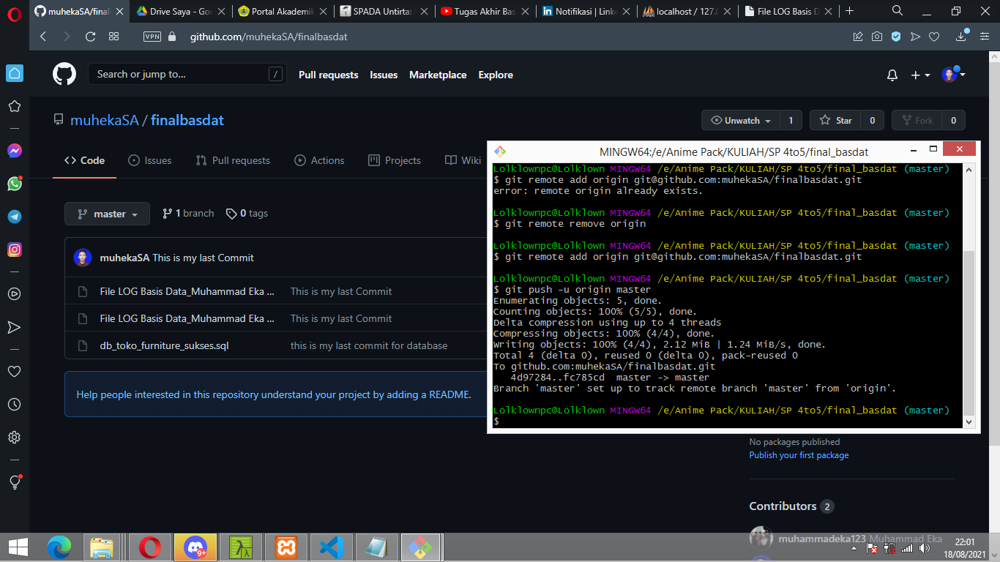 muhekaSA/final
Drive Saya - Goo
Portal Akademik
SPADA Untirta:
Tugas Akhir Bas
Notifikasi | Linke
localhost / 127.
File LOG Basis D
VPN
github.com/muhekaSA/finalbasdat
Search or jump to...
/
Pull requests
Issues
Marketplace
Explore
muhekaSA / finalbasdat
Unwatch
1
Star
0
Fork
0
Code
Issues
Pull requests
Actions
Projects
Wiki
master
1 branch
0 tags
muhekaSA This is my last Commit
File LOG Basis Data_Muhammad Eka ...
This is my last Commit
File LOG Basis Data_Muhammad Eka ...
This is my last Commit
db_toko_furniture_sukses.sql
this is my last commit for database
Help people interested in this repository understand your project by adding a README.
MINGW64:/e/Anime Pack/KULIAH/SP 4to5/final_basdat
Lolklownpc@Lolklown MINGW64 /e/Anime Pack/KULIAH/SP 4to5/final_basdat (master)
$ git remote add origin git@github.com:muhekaSA/finalbasdat.git
error: remote origin already exists.
Lolklownpc@Lolklown MINGW64 /e/Anime Pack/KULIAH/SP 4to5/final_basdat (master)
$ git remote remove origin
Lolklownpc@Lolklown MINGW64 /e/Anime Pack/KULIAH/SP 4to5/final_basdat (master)
$ git remote add origin git@github.com:muhekaSA/finalbasdat.git
Lolklownpc@Lolklown MINGW64 /e/Anime Pack/KULIAH/SP 4to5/final_basdat (master)
$ git push -u origin master
Enumerating objects: 5, done.
Counting objects: 100% (5/5), done.
Delta compression using up to 4 threads
Compressing objects: 100% (4/4), done.
Writing objects: 100% (4/4), 2.12 MiB | 1.24 MiB/s, done.
Total 4 (delta 0), reused 0 (delta 0), pack-reused 0
To github.com:muhekaSA/finalbasdat.git
4d97284..fc785cd master -> master
Branch 'master' set up to track remote branch 'master' from 'origin'.
Lolklownpc@Lolklown MINGW64 /e/Anime Pack/KULIAH/SP 4to5/final_basdat (master)
$
No packages published
Publish your first package
Contributors 2
muhammadeka123 Muhammad Eka
9+
22:01
18/08/2021